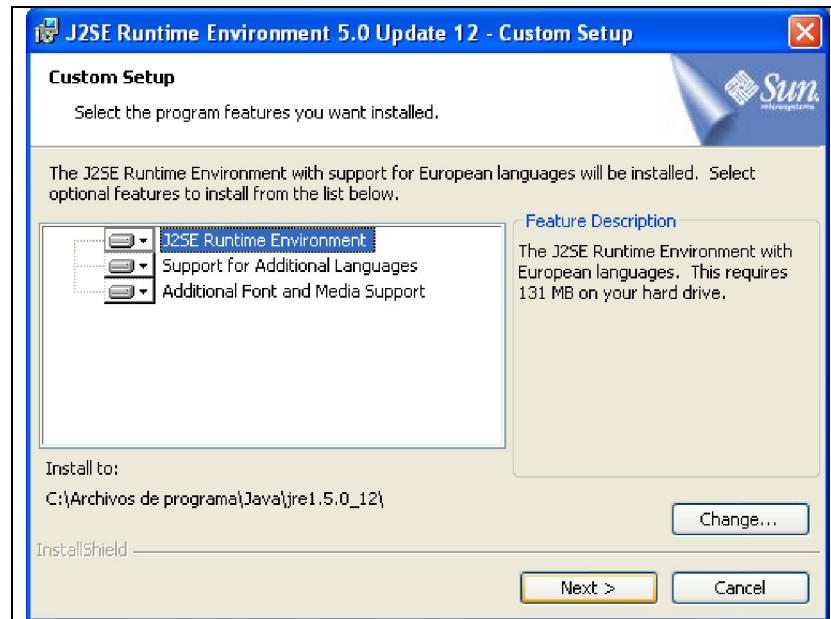 J2SE Runtime Environment 5.0 Update 12 - Custom Setup
Custom Setup
Select the program features you want installed.
Sun
microsystems
The J2SE Runtime Environment with support for European languages will be installed. Select
optional features to install from the list below.
J2SE Runtime Environment
Support for Additional Languages
Additional Font and Media Support
Feature Description
The J2SE Runtime Environment with
European languages. This requires
131 MB on your hard drive.
Install to:
C:\Archivos de programa\Java\jre1.5.0_12\
Change...
InstallShield
Next >
Cancel